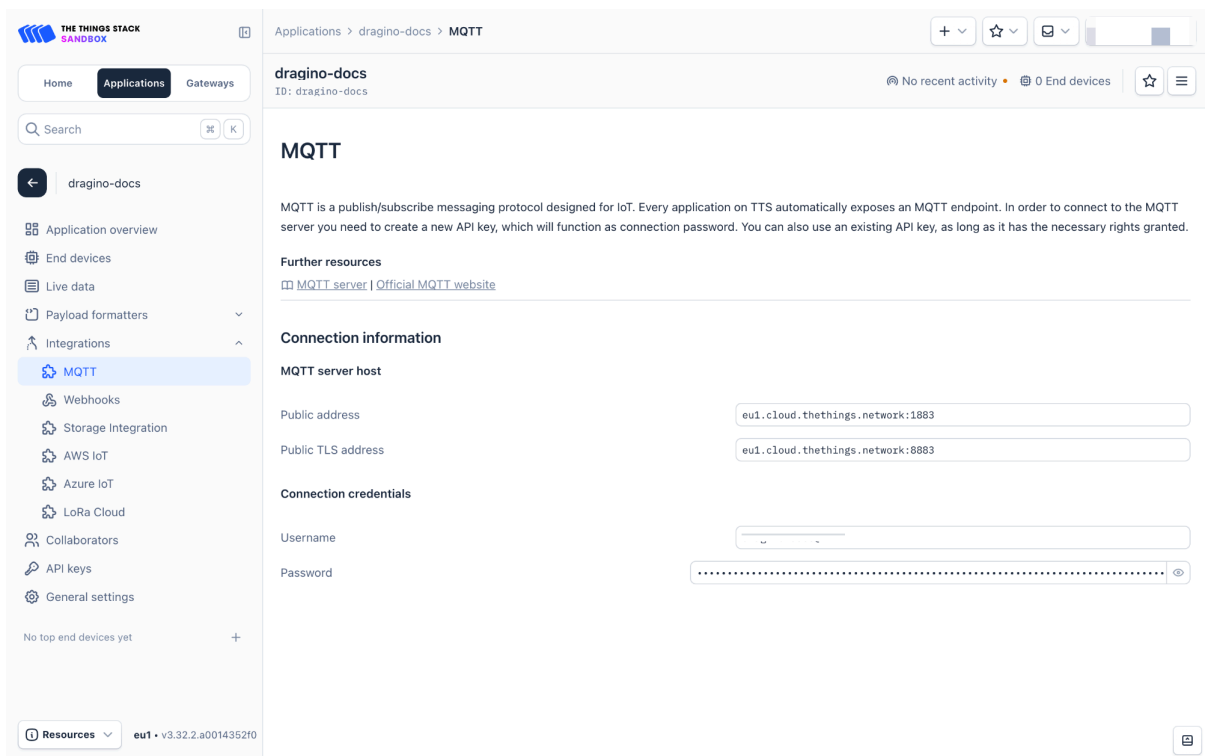 THE THINGS STACK
SANDBOX
Home
Applications
Gateways
Search
⌘ K
dragino-docs
Application overview
End devices
Live data
Payload formatters
Integrations
MQTT
Webhooks
Storage Integration
AWS IoT
Azure IoT
LoRa Cloud
Collaborators
API keys
General settings
No top end devices yet
Resources
eu1 • v3.32.2.a0014352f0
Applications > dragino-docs > MQTT
dragino-docs
ID: dragino-docs
No recent activity • 0 End devices
MQTT
MQTT is a publish/subscribe messaging protocol designed for IoT. Every application on TTS automatically exposes an MQTT endpoint. In order to connect to the MQTT
server you need to create a new API key, which will function as connection password. You can also use an existing API key, as long as it has the necessary rights granted.
Further resources
MQTT server | Official MQTT website
Connection information
MQTT server host
Public address
eu1.cloud.thethings.network:1883
Public TLS address
eu1.cloud.thethings.network:8883
Connection credentials
Username
Password